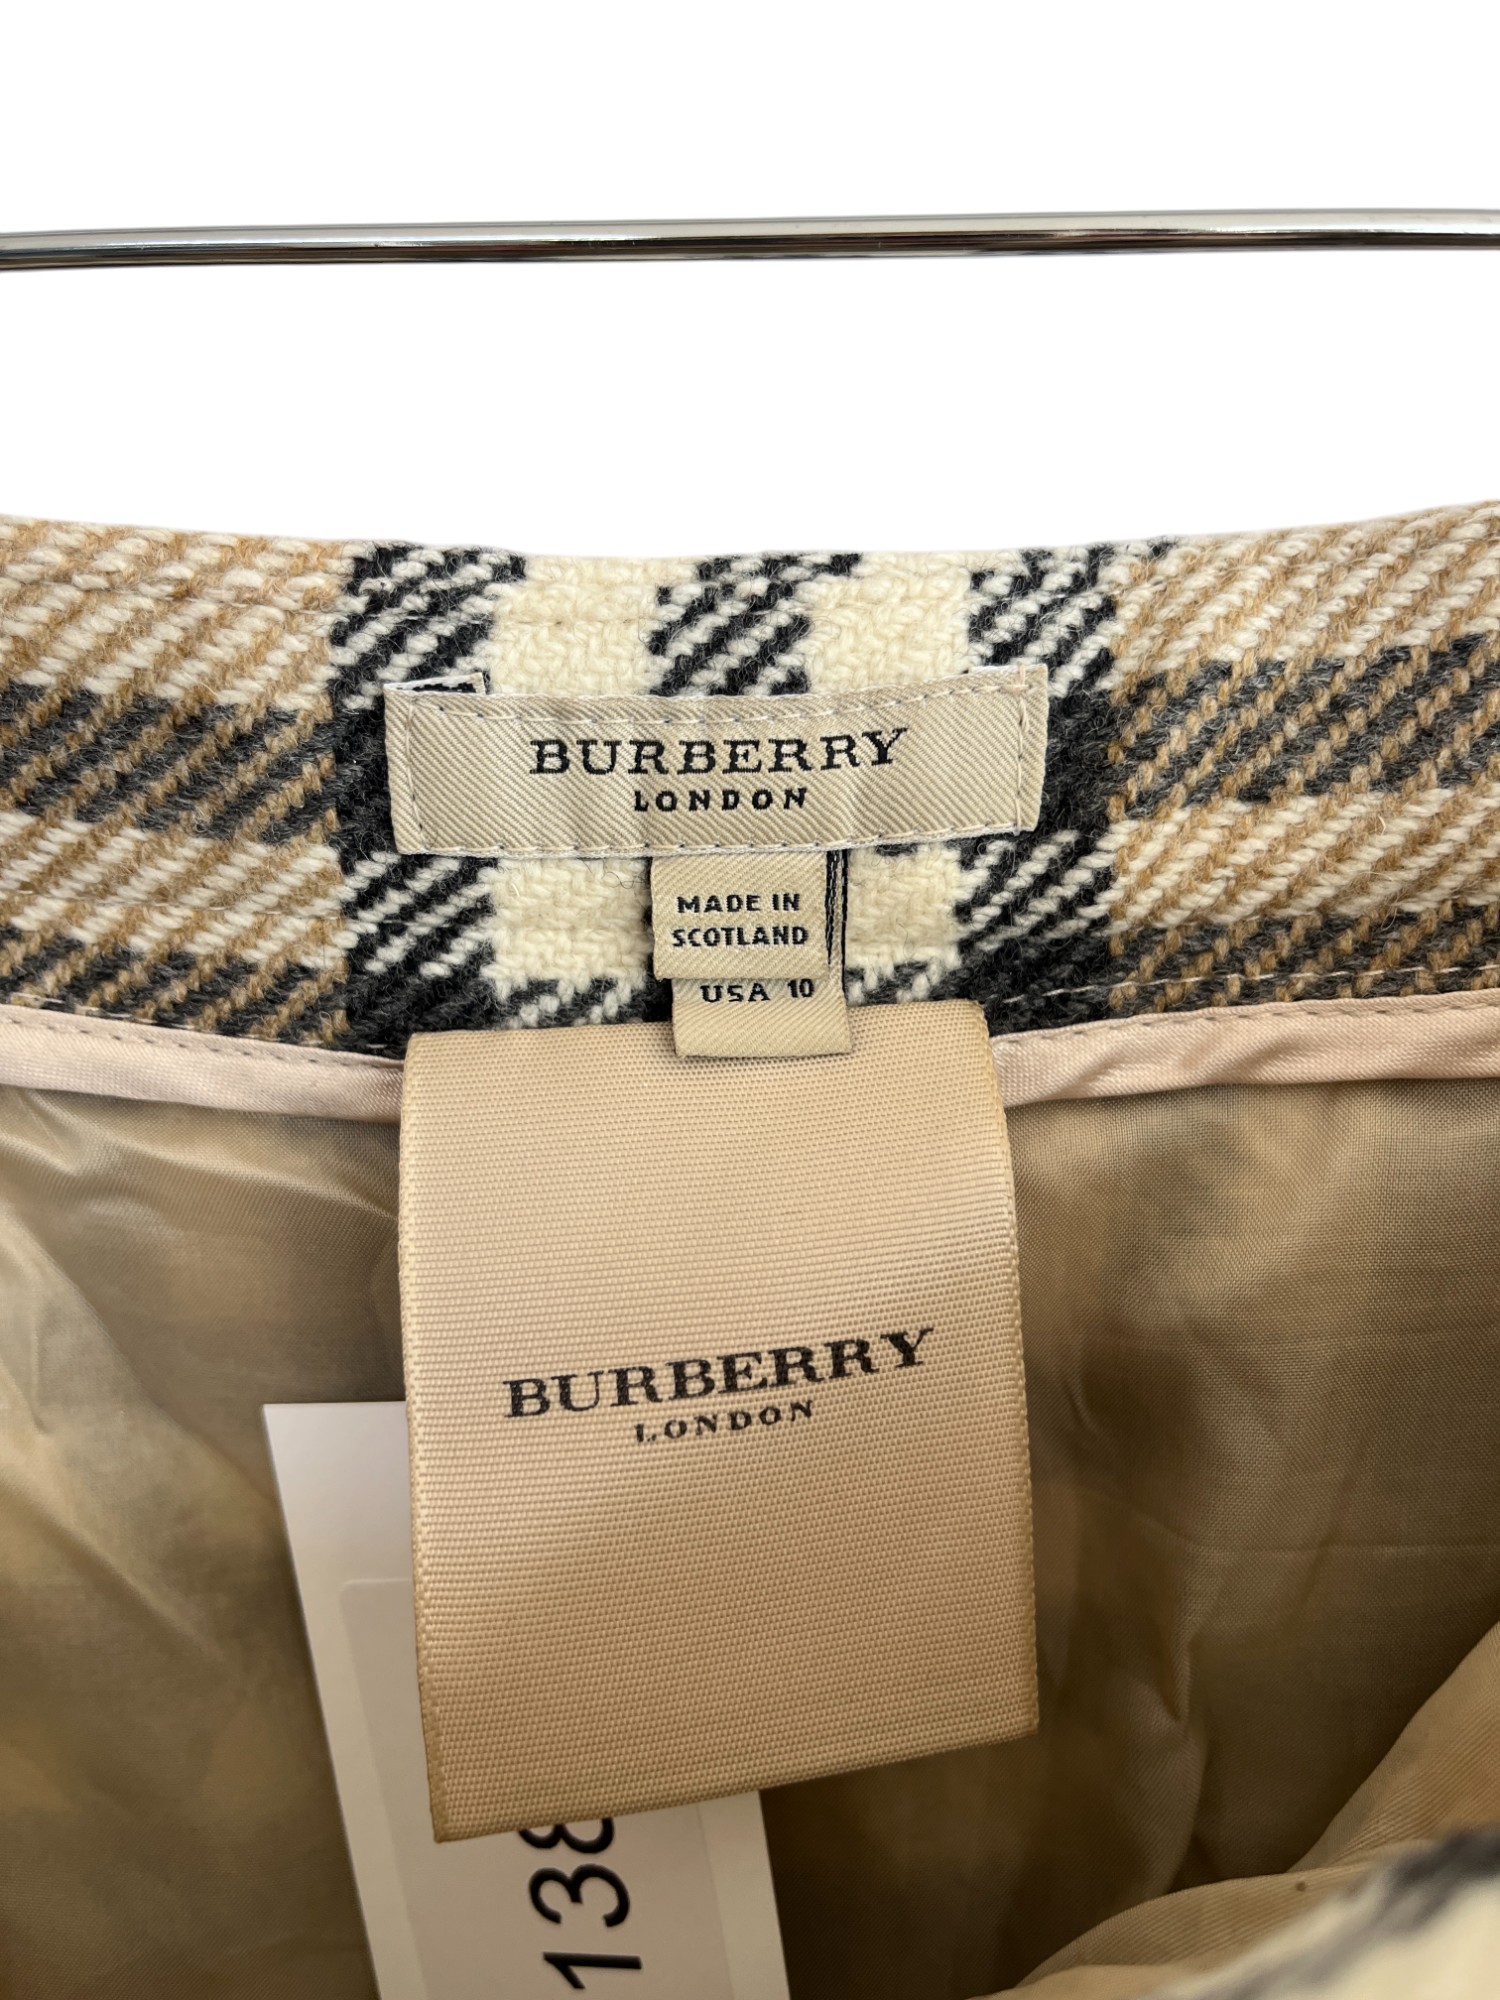 BURBERRY
LONDON
MADE IN
SCOTLAND
USA 10
BURBERRY
LONDON
138